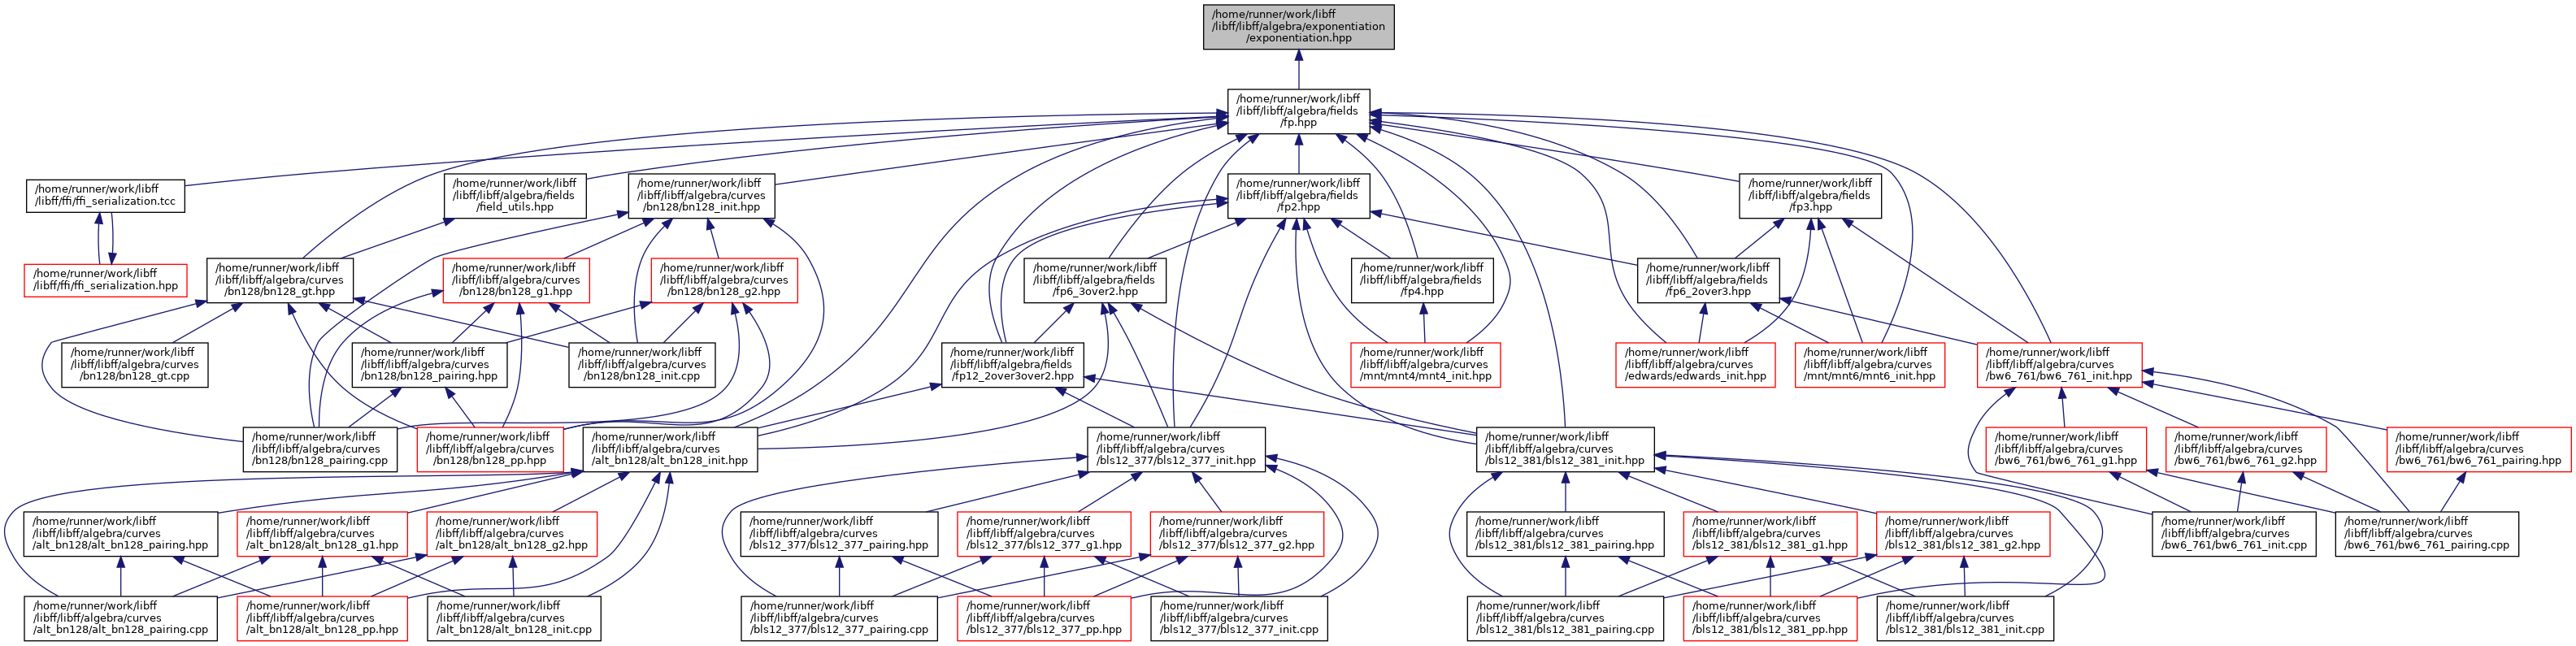 /home/runner/work/libff
/libff/libff/algebra/exponentiation
/exponentiation.hpp
/home/runner/work/libff
/libff/libff/algebra/fields
/fp.hpp
/home/runner/work/libff
/libff/ffi/ffi_serialization.tcc
/home/runner/work/libff
/libff/libff/algebra/fields
/field_utils.hpp
/home/runner/work/libff
/libff/libff/algebra/curves
/bn128/bn128_init.hpp
/home/runner/work/libff
/libff/libff/algebra/fields
/fp2.hpp
/home/runner/work/libff
/libff/libff/algebra/fields
/fp3.hpp
/home/runner/work/libff
/libff/ffi/ffi_serialization.hpp
/home/runner/work/libff
/libff/libff/algebra/curves
/bn128/bn128_gt.hpp
/home/runner/work/libff
/libff/libff/algebra/curves
/bn128/bn128_g1.hpp
/home/runner/work/libff
/libff/libff/algebra/curves
/bn128/bn128_g2.hpp
/home/runner/work/libff
/libff/libff/algebra/fields
/fp6_3over2.hpp
/home/runner/work/libff
/libff/libff/algebra/fields
/fp4.hpp
/home/runner/work/libff
/libff/libff/algebra/fields
/fp6_2over3.hpp
/home/runner/work/libff
/libff/libff/algebra/curves
/bn128/bn128_gt.cpp
/home/runner/work/libff
/libff/libff/algebra/curves
/bn128/bn128_pairing.hpp
/home/runner/work/libff
/libff/libff/algebra/curves
/bn128/bn128_init.cpp
/home/runner/work/libff
/libff/libff/algebra/fields
/fp12_2over3over2.hpp
/home/runner/work/libff
/libff/libff/algebra/curves
/mnt/mnt4/mnt4_init.hpp
/home/runner/work/libff
/libff/libff/algebra/curves
/edwards/edwards_init.hpp
/home/runner/work/libff
/libff/libff/algebra/curves
/mnt/mnt6/mnt6_init.hpp
/home/runner/work/libff
/libff/libff/algebra/curves
/bw6_761/bw6_761_init.hpp
/home/runner/work/libff
/libff/libff/algebra/curves
/bn128/bn128_pairing.cpp
/home/runner/work/libff
/libff/libff/algebra/curves
/bn128/bn128_pp.hpp
/home/runner/work/libff
/libff/libff/algebra/curves
/alt_bn128/alt_bn128_init.hpp
/home/runner/work/libff
/libff/libff/algebra/curves
/bls12_377/bls12_377_init.hpp
/home/runner/work/libff
/libff/libff/algebra/curves
/bls12_381/bls12_381_init.hpp
/home/runner/work/libff
/libff/libff/algebra/curves
/bw6_761/bw6_761_g1.hpp
/home/runner/work/libff
/libff/libff/algebra/curves
/bw6_761/bw6_761_g2.hpp
/home/runner/work/libff
/libff/libff/algebra/curves
/bw6_761/bw6_761_pairing.hpp
/home/runner/work/libff
/libff/libff/algebra/curves
/alt_bn128/alt_bn128_pairing.hpp
/home/runner/work/libff
/libff/libff/algebra/curves
/alt_bn128/alt_bn128_g1.hpp
/home/runner/work/libff
/libff/libff/algebra/curves
/alt_bn128/alt_bn128_g2.hpp
/home/runner/work/libff
/libff/libff/algebra/curves
/bls12_377/bls12_377_pairing.hpp
/home/runner/work/libff
/libff/libff/algebra/curves
/bls12_377/bls12_377_g1.hpp
/home/runner/work/libff
/libff/libff/algebra/curves
/bls12_377/bls12_377_g2.hpp
/home/runner/work/libff
/libff/libff/algebra/curves
/bls12_381/bls12_381_pairing.hpp
/home/runner/work/libff
/libff/libff/algebra/curves
/bls12_381/bls12_381_g1.hpp
/home/runner/work/libff
/libff/libff/algebra/curves
/bls12_381/bls12_381_g2.hpp
/home/runner/work/libff
/libff/libff/algebra/curves
/bw6_761/bw6_761_init.cpp
/home/runner/work/libff
/libff/libff/algebra/curves
/bw6_761/bw6_761_pairing.cpp
/home/runner/work/libff
/libff/libff/algebra/curves
/alt_bn128/alt_bn128_pairing.cpp
/home/runner/work/libff
/libff/libff/algebra/curves
/alt_bn128/alt_bn128_pp.hpp
/home/runner/work/libff
/libff/libff/algebra/curves
/alt_bn128/alt_bn128_init.cpp
/home/runner/work/libff
/libff/libff/algebra/curves
/bls12_377/bls12_377_pairing.cpp
/home/runner/work/libff
/libff/libff/algebra/curves
/bls12_377/bls12_377_pp.hpp
/home/runner/work/libff
/libff/libff/algebra/curves
/bls12_377/bls12_377_init.cpp
/home/runner/work/libff
/libff/libff/algebra/curves
/bls12_381/bls12_381_pairing.cpp
/home/runner/work/libff
/libff/libff/algebra/curves
/bls12_381/bls12_381_pp.hpp
/home/runner/work/libff
/libff/libff/algebra/curves
/bls12_381/bls12_381_init.cpp